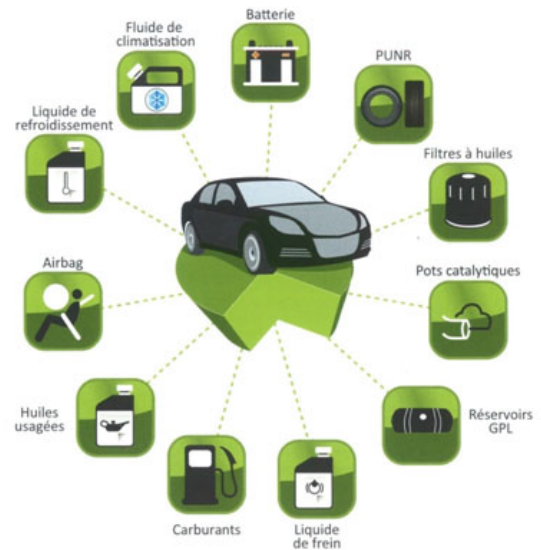 Batterie
Fluide de
climatisation
PUNR
Liquide de
refroidissement
Filtres à huiles
Airbag
Pots catalytiques
Huiles
usagées
Réservoirs
GPL
Carburants
Liquide
de frein